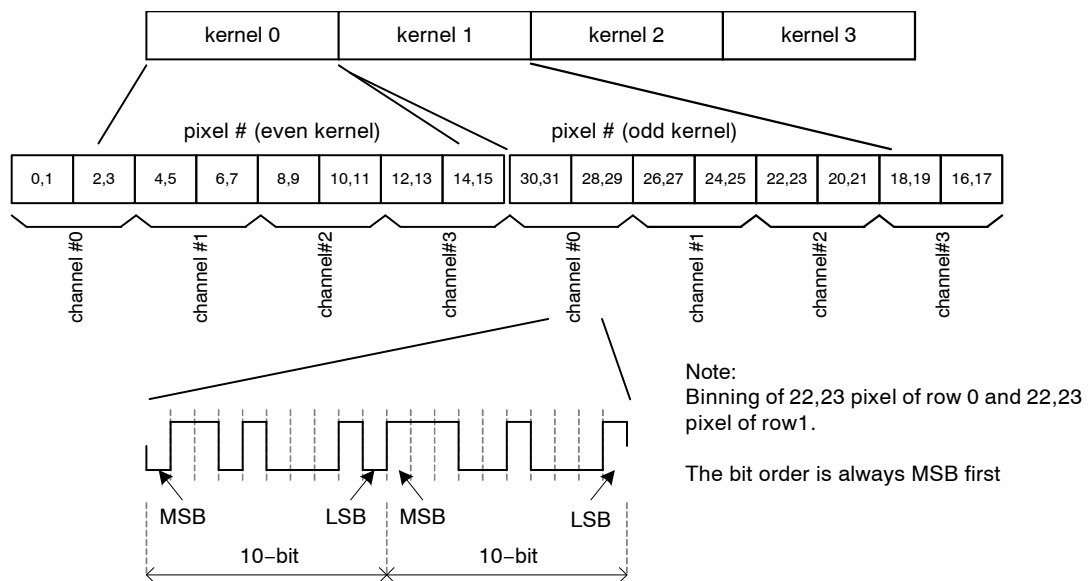 kernel 0 kernel 1 kernel 2 kernel 3
pixel # (even kernel) pixel # (odd kernel)
0,1 2,3 4,5 6,7 8,9 10,11 12,13 14,15 30,31 28,29 26,27 24,25 22,23 20,21 18,19 16,17
channel #0 channel #1 channel#2 channel#3 channel #0 channel #1 channel#2 channel#3
Note:
Binning of 22,23 pixel of row 0 and 22,23
pixel of row1.
The bit order is always MSB first
MSB LSB MSB LSB
10−bit 10−bit